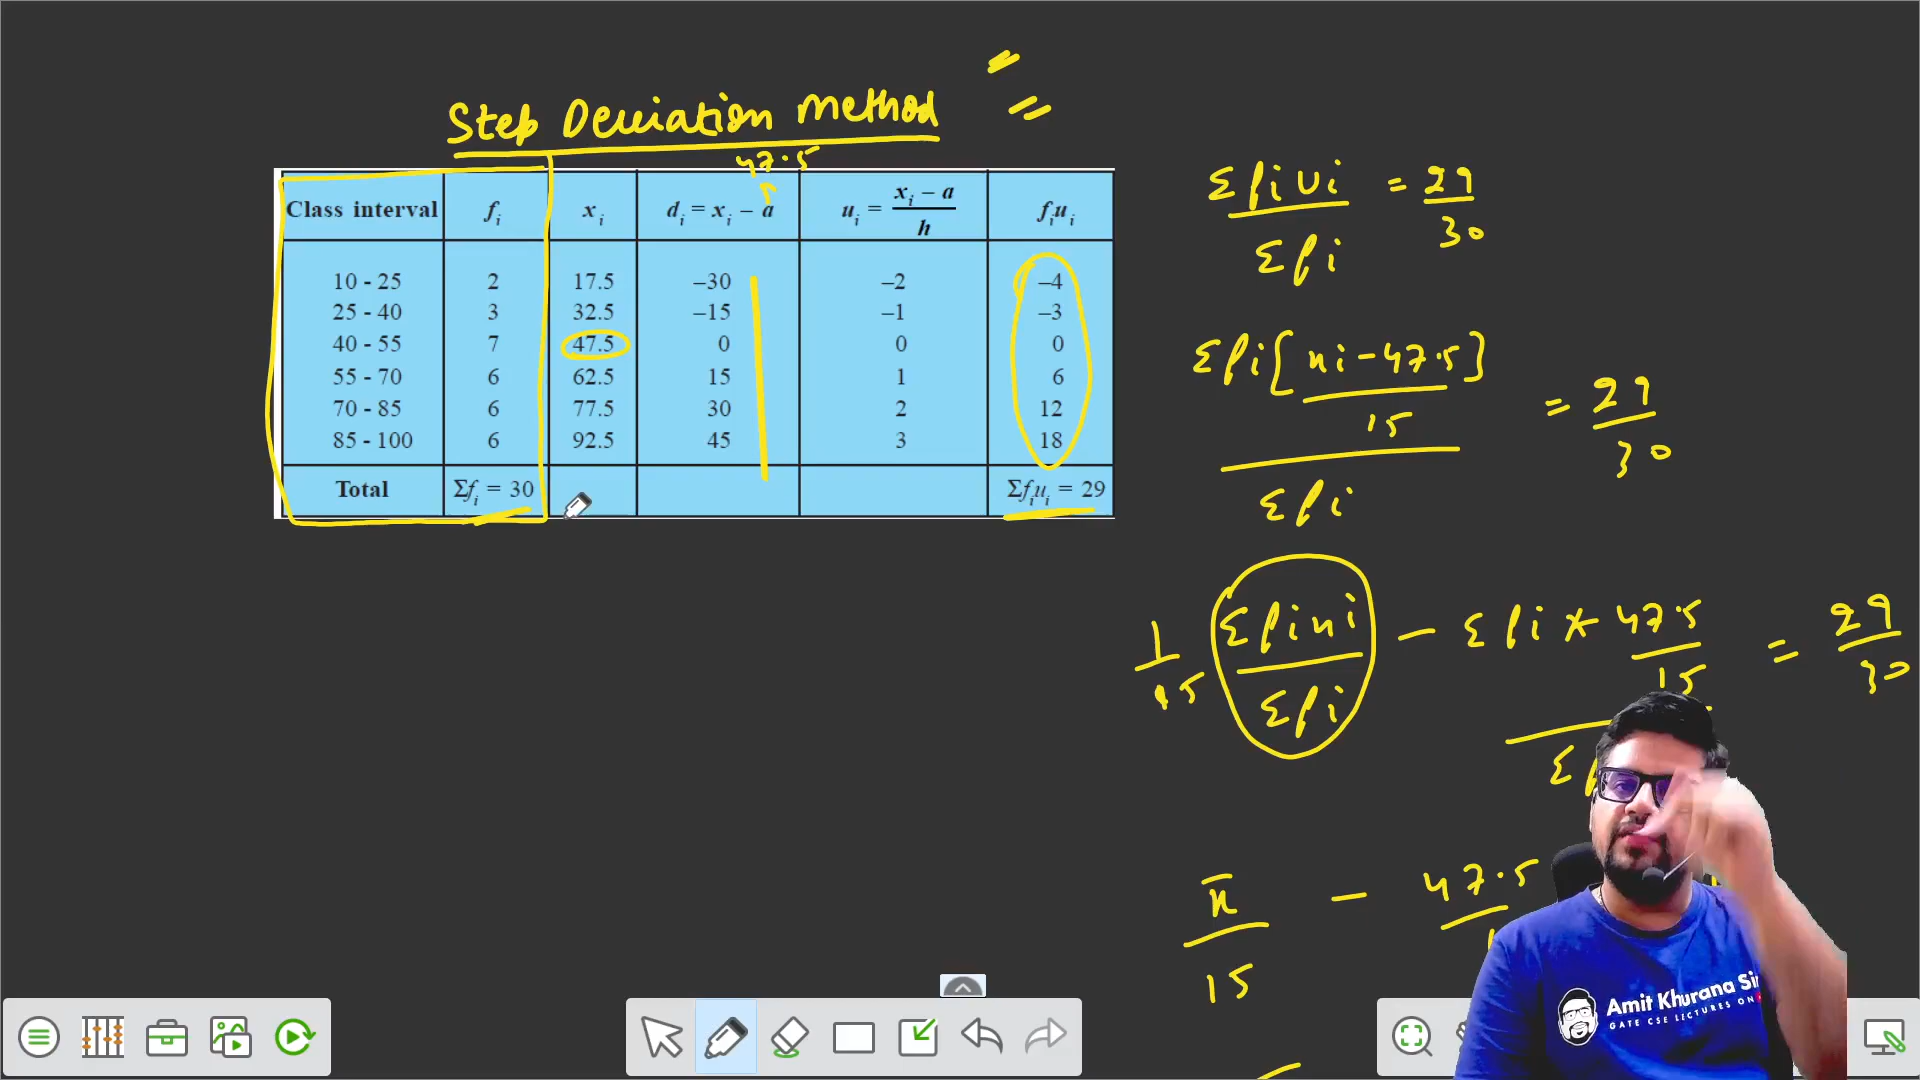 Step Deviation Method
47.5
Class interval fᵢ xᵢ dᵢ = xᵢ – a uᵢ = (xᵢ – a)/h fᵢuᵢ
10 - 25 2 17.5 –30 –2 –4
25 - 40 3 32.5 –15 –1 –3
40 - 55 7 47.5 0 0 0
55 - 70 6 62.5 15 1 6
70 - 85 6 77.5 30 2 12
85 - 100 6 92.5 45 3 18
Total Σfᵢ = 30 Σfᵢuᵢ = 29
Σfiui
= 29/30
Σfi
Σfi[xi - 47.5]
15
= 29/30
Σfi
1/15 Σfixi/Σfi - Σfi * 47.5/15 = 29/30
x̄/15 - 47.5
Amit Khurana Sir
GATE CSE LECTURES ON